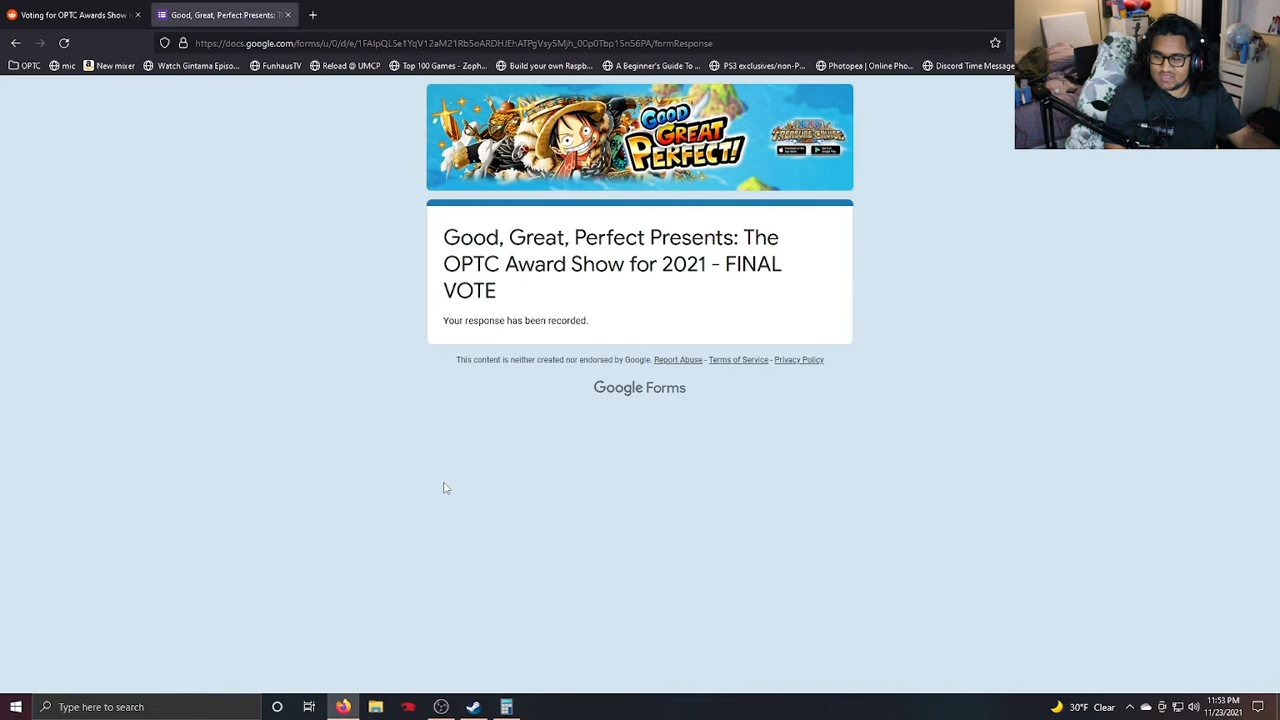 Voting for OPTC Awards Show i
Good, Great, Perfect Presents: T
https://docs.google.com/forms/u/0/d/e/1FAIpQLSe1YqV12aM21Rb5oARDHJEhATPgVsy5Mjh_00p0Tbp15n56PA/formResponse
OPTC
mic
New mixer
Watch Gintama Episo...
FunhausTV
Reload @ UMCP
Top 100 Games - Zoph...
Build your own Raspb...
A Beginner's Guide To ...
PS3 exclusives/non-P...
Photopea | Online Pho...
Discord Time Message
GOOD
GREAT
PERFECT!
TREASURE CRUISE
Good, Great, Perfect Presents: The
OPTC Award Show for 2021 - FINAL
VOTE
Your response has been recorded.
This content is neither created nor endorsed by Google. Report Abuse - Terms of Service - Privacy Policy
Google Forms
Type here to search
30°F Clear
11:53 PM
11/23/2021